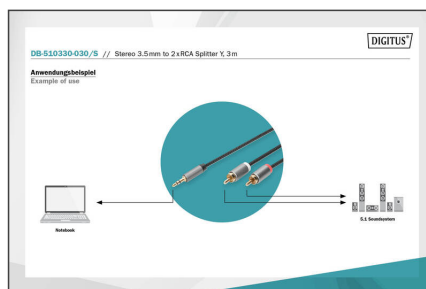 DIGITUS®
DB-510330-030/S // Stereo 3.5mm to 2xRCA Splitter Y, 3m
Anwendungsbeispiel
Example of use
Notebook
5.1 Soundsystem